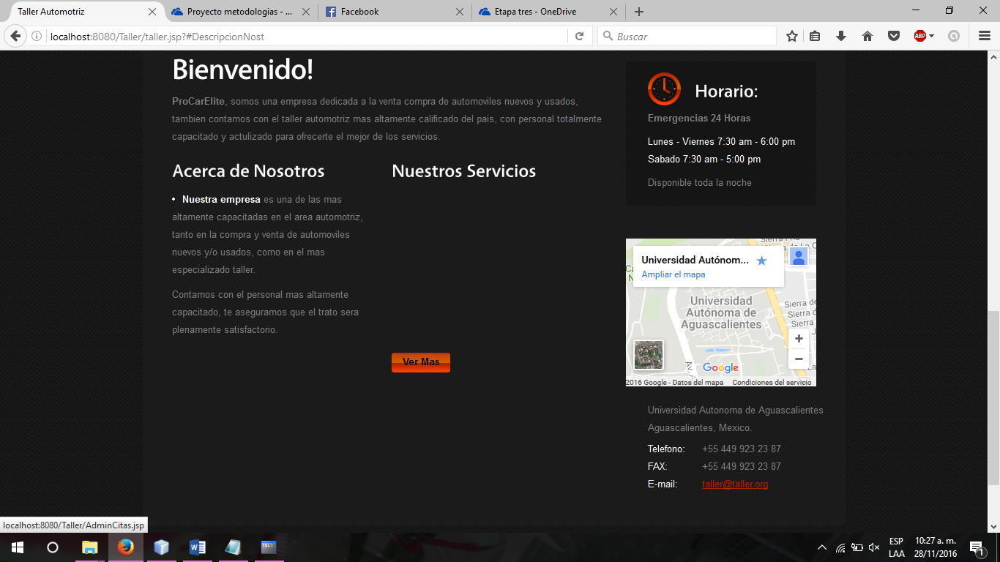 Taller Automotriz
Proyecto metodologias - ...
Facebook
Etapa tres - OneDrive
localhost:8080/Taller/taller.jsp?#DescripcionNost
Buscar
ABP
Bienvenido!
ProCarElite, somos una empresa dedicada a la venta compra de automoviles nuevos y usados,
tambien contamos con el taller automotriz mas altamente calificado del pais, con personal totalmente
capacitado y actulizado para ofrecerte el mejor de los servicios.
Acerca de Nosotros
• Nuestra empresa es una de las mas
altamente capacitadas en el area automotriz,
tanto en la compra y venta de automoviles
nuevos y/o usados, como en el mas
especializado taller.
Contamos con el personal mas altamente
capacitado, te aseguramos que el trato sera
plenamente satisfactorio.
Nuestros Servicios
Ver Mas
Horario:
Emergencias 24 Horas
Lunes - Viernes 7:30 am - 6:00 pm
Sabado 7:30 am - 5:00 pm
Disponible toda la noche
Universidad Autónom...
Ampliar el mapa
Universidad
Autónoma de
Aguascalientes
Sierra de
Sierra d
Sierra
AV.
Google
2016 Google - Datos del mapa
Condiciones del servicio
Universidad Autonoma de Aguascalientes
Aguascalientes, Mexico.
Telefono: +55 449 923 23 87
FAX: +55 449 923 23 87
E-mail: taller@taller.org
localhost:8080/Taller/AdminCitas.jsp
SQL>
ESP
LAA
10:27 a. m.
28/11/2016
1